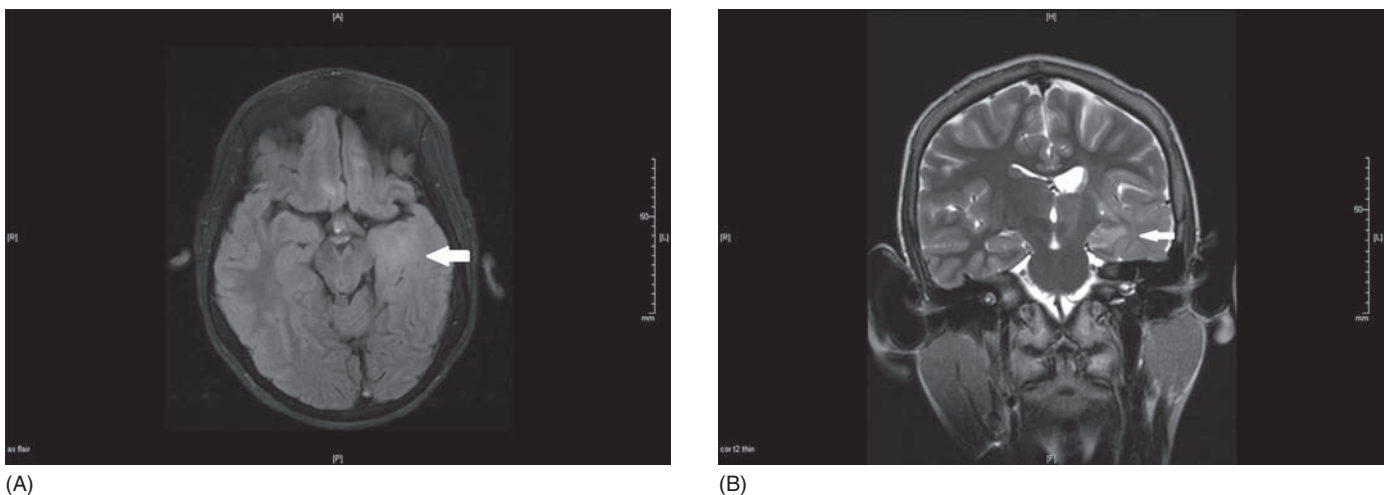 [A]
[R]
50
[L]
mm
ax flair
[P]
(A)
[H]
[R]
50
[L]
mm
cor t2 thin
[F]
(B)